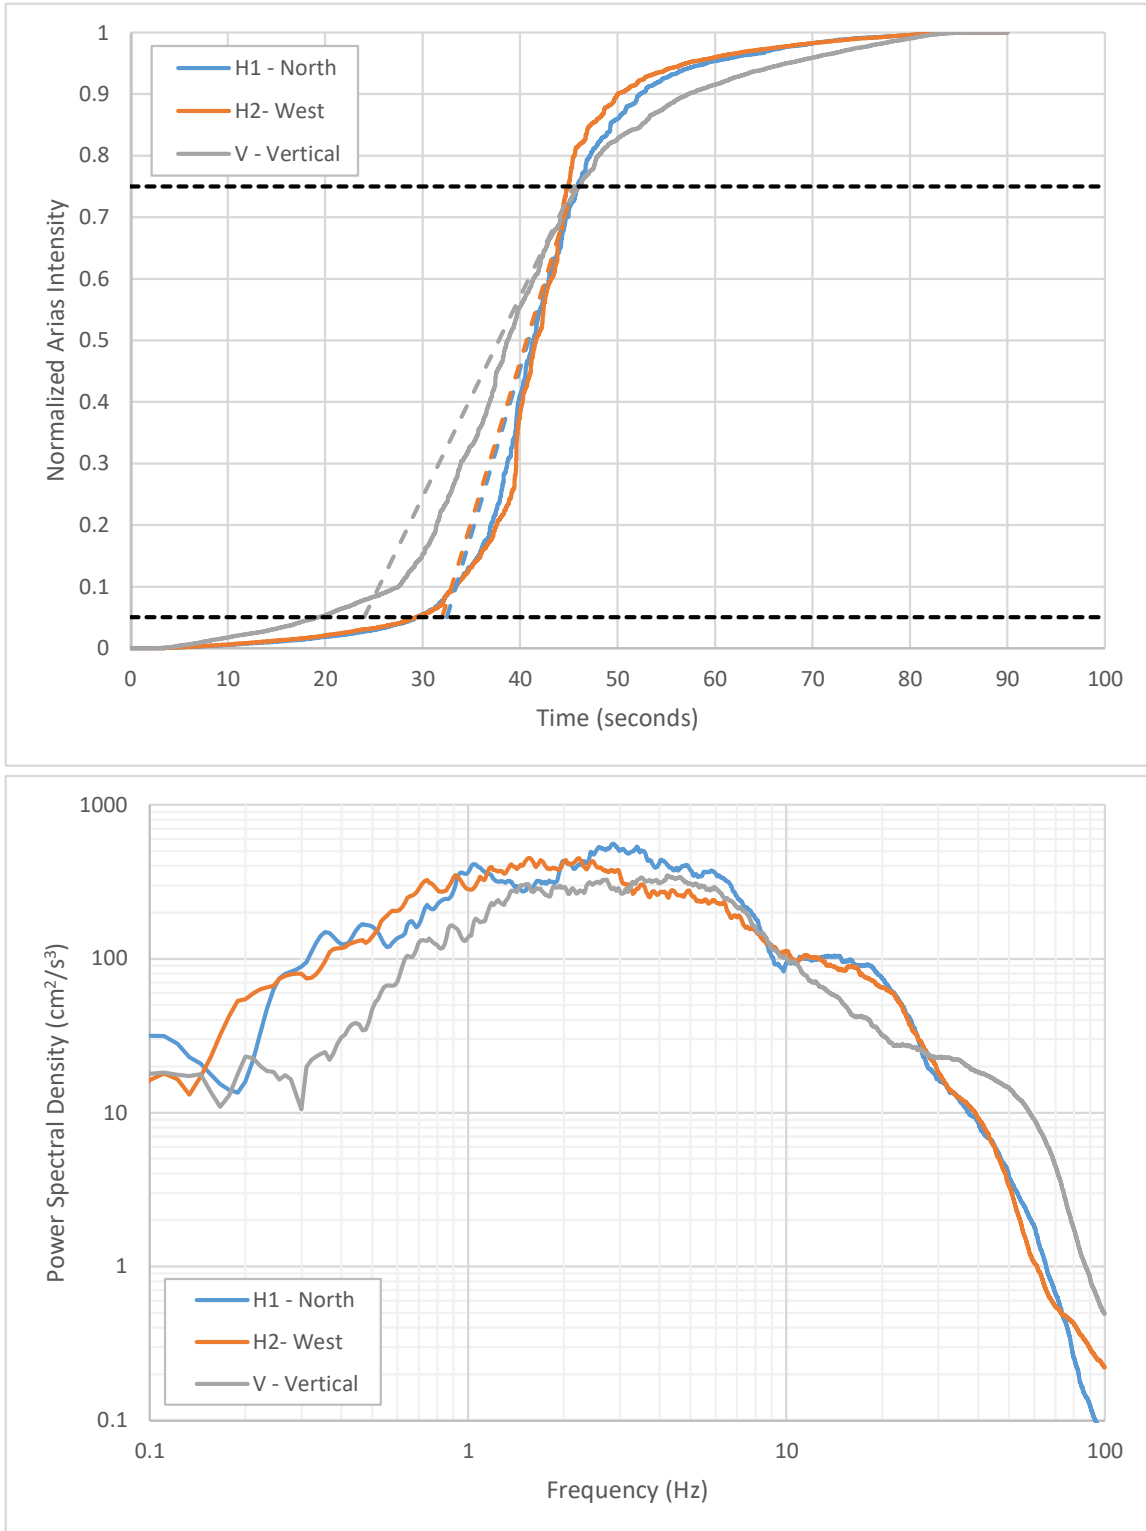 1
0.9
0.8
0.7
0.6
0.5
0.4
0.3
0.2
0.1
0
H1 - North
H2- West
V - Vertical
Normalized Arias Intensity
0 10 20 30 40 50 60 70 80 90 100
Time (seconds)
1000
100
10
1
0.1
Power Spectral Density (cm²/s³)
H1 - North
H2- West
V - Vertical
0.1 1 10 100
Frequency (Hz)